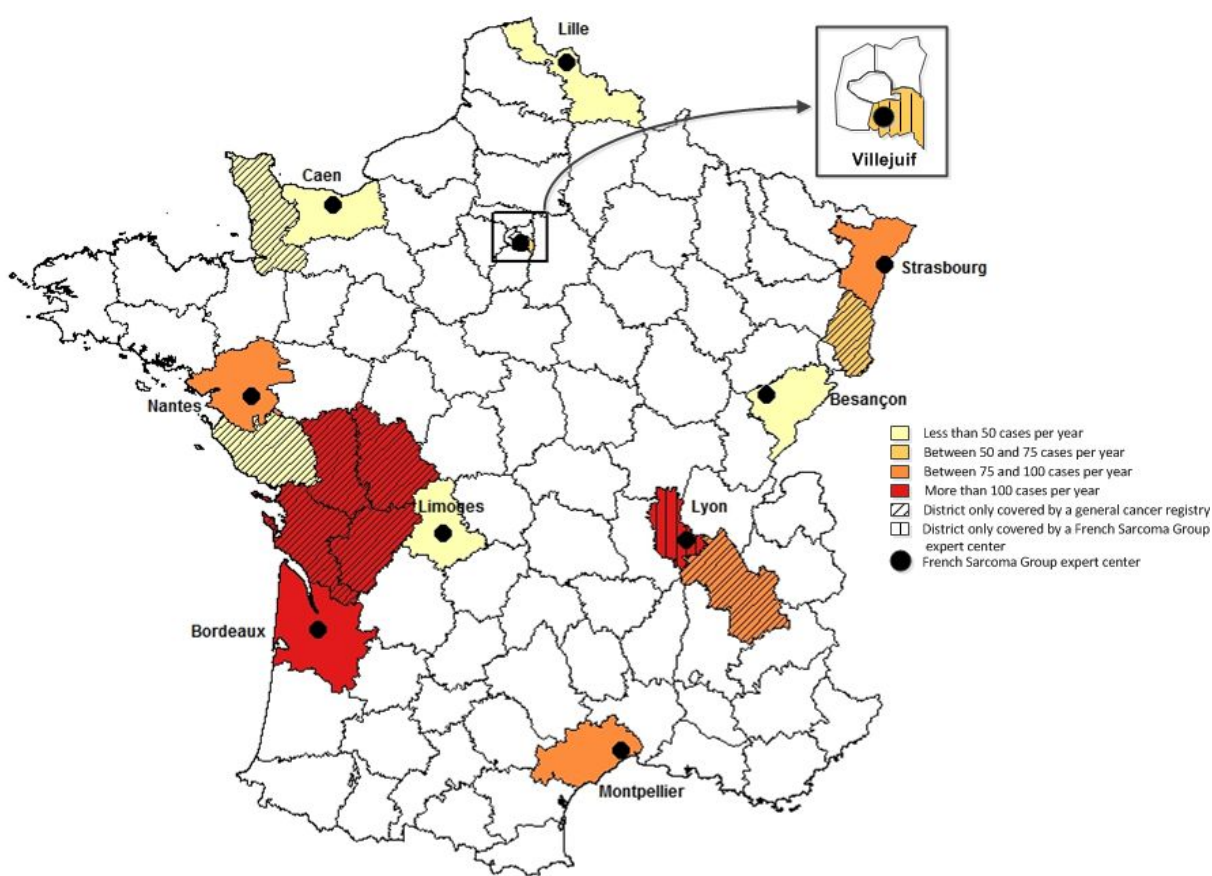 Lille
Villejuif
Caen
Strasbourg
Nantes
Besançon
Less than 50 cases per year
Between 50 and 75 cases per year
Between 75 and 100 cases per year
More than 100 cases per year
District only covered by a general cancer registry
District only covered by a French Sarcoma Group
expert center
French Sarcoma Group expert center
Limoges
Lyon
Bordeaux
Montpellier